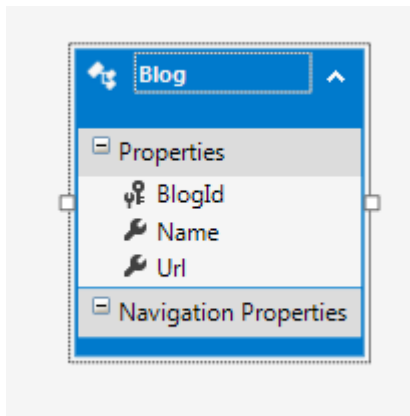 Blog
Properties
BlogId
Name
Url
Navigation Properties